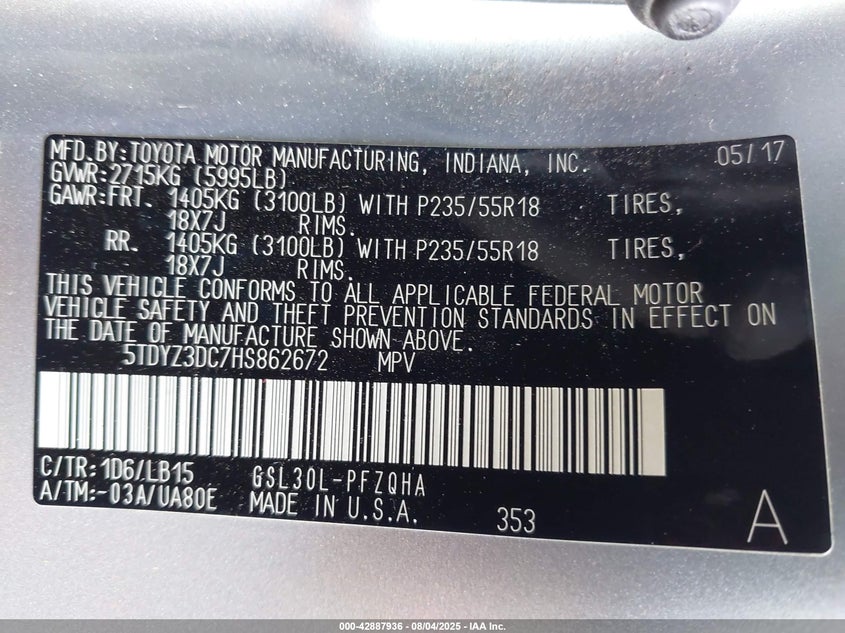 MFD. BY: TOYOTA MOTOR MANUFACTURING, INDIANA, INC. 05/17
GVWR: 2715KG (5995LB)
GAWR: FRT. 1405KG (3100LB) WITH P235/55R18 TIRES,
18X7J RIMS.
RR. 1405KG (3100LB) WITH P235/55R18 TIRES,
18X7J RIMS.
THIS VEHICLE CONFORMS TO ALL APPLICABLE FEDERAL MOTOR
VEHICLE SAFETY AND THEFT PREVENTION STANDARDS IN EFFECT ON
THE DATE OF MANUFACTURE SHOWN ABOVE.
5TDYZ3DC7HS862672 MPV
C/TR: 1D6/LB15 GSL30L-PFZQHA
A/TM: -03A/UA80E MADE IN U.S.A. 353 A
000-42887936 - 08/04/2025 - IAA Inc.